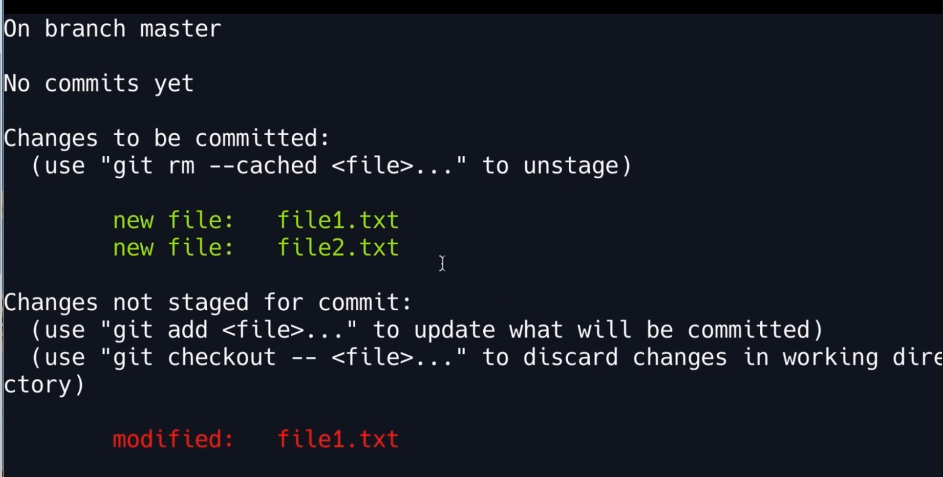 On branch master
No commits yet
Changes to be committed:
(use "git rm --cached <file>..." to unstage)
new file: file1.txt
new file: file2.txt
Changes not staged for commit:
(use "git add <file>..." to update what will be committed)
(use "git checkout -- <file>..." to discard changes in working dire
ctory)
modified: file1.txt